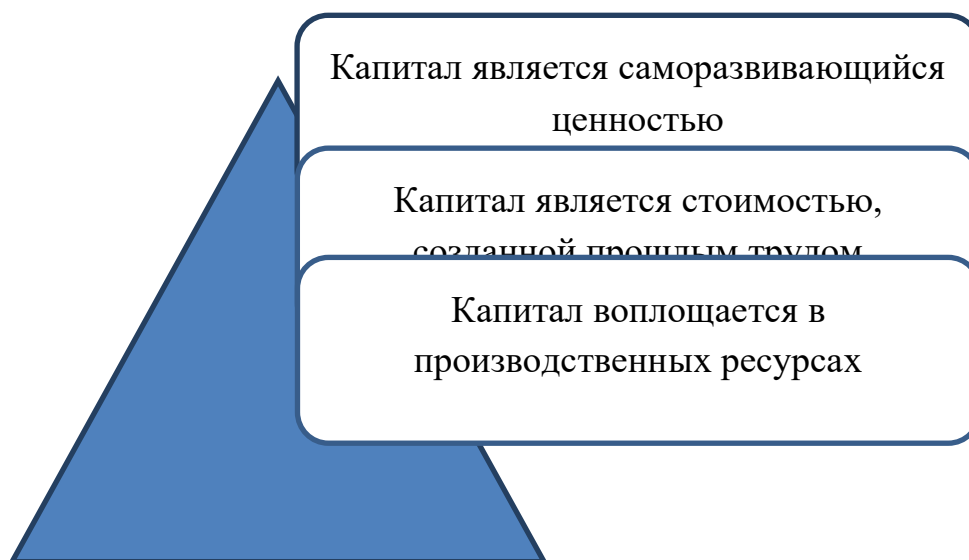 Капитал является саморазвивающийся
ценностью
Капитал является стоимостью,
созданной прошлым трудом
Капитал воплощается в
производственных ресурсах